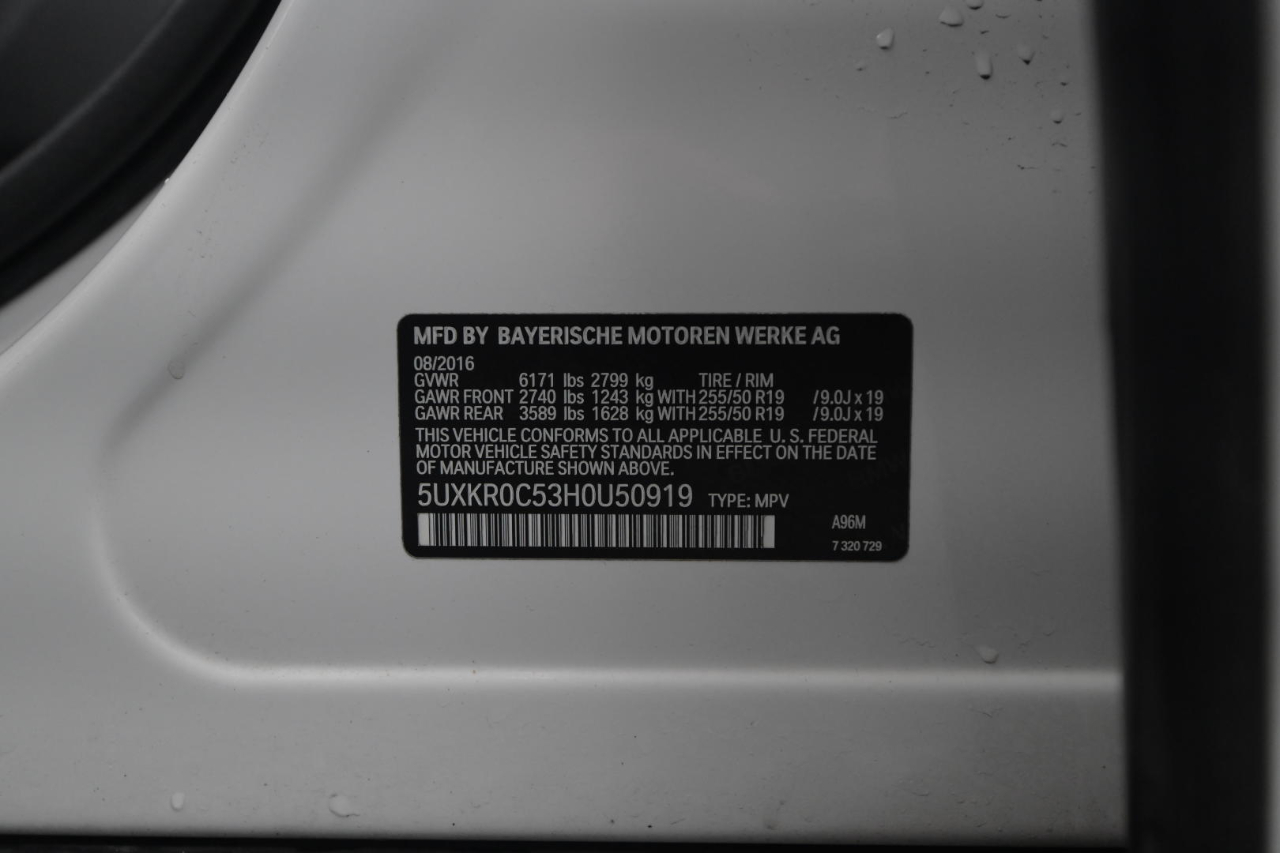 MFD BY BAYERISCHE MOTOREN WERKE AG
08/2016
GVWR 6171 lbs 2799 kg TIRE / RIM
GAWR FRONT 2740 lbs 1243 kg WITH 255/50 R19 / 9.0J x 19
GAWR REAR 3589 lbs 1628 kg WITH 255/50 R19 / 9.0J x 19
THIS VEHICLE CONFORMS TO ALL APPLICABLE U. S. FEDERAL
MOTOR VEHICLE SAFETY STANDARDS IN EFFECT ON THE DATE
OF MANUFACTURE SHOWN ABOVE.
5UXKR0C53H0U50919 TYPE: MPV
A96M
7 320 729